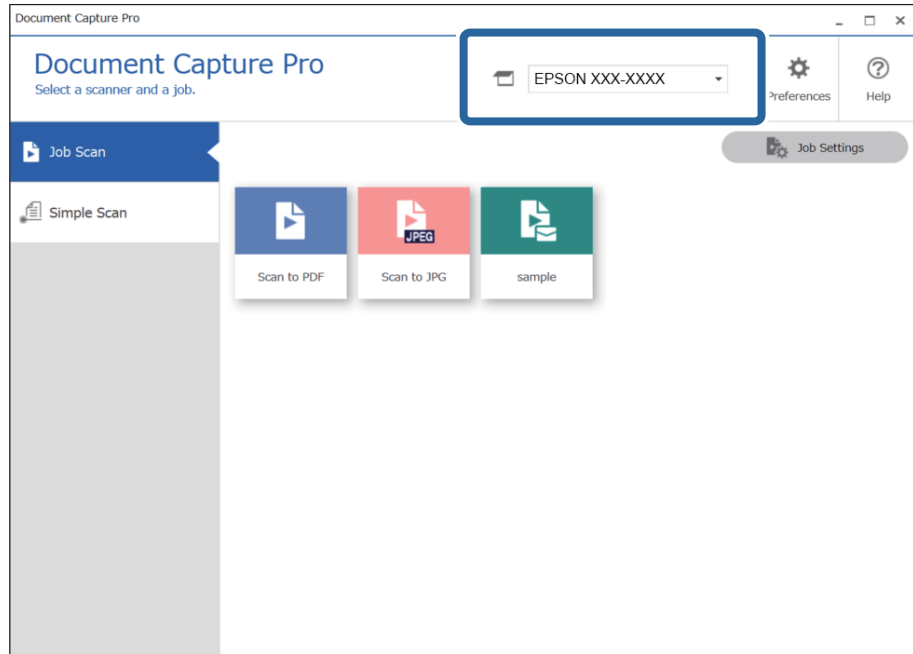 Document Capture Pro
Document Capture Pro
Select a scanner and a job.
EPSON XXX-XXXX
Preferences
Help
Job Scan
Job Settings
Simple Scan
JPEG
Scan to PDF
Scan to JPG
sample